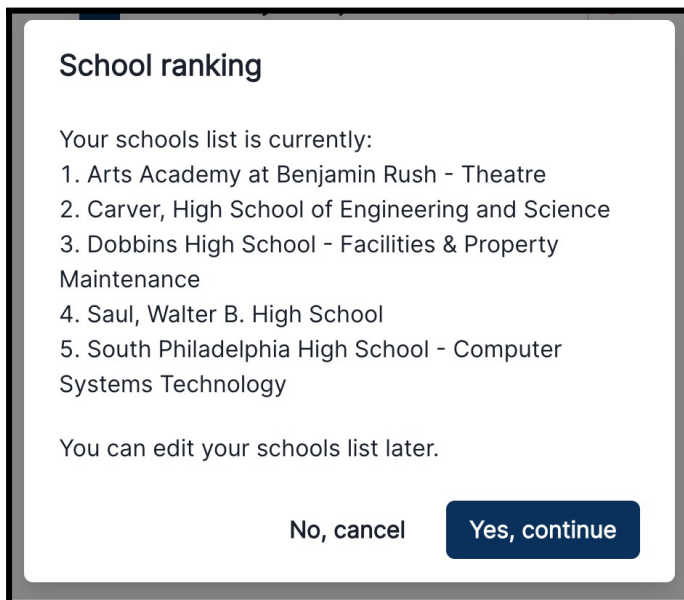 School ranking
Your schools list is currently:
1. Arts Academy at Benjamin Rush - Theatre
2. Carver, High School of Engineering and Science
3. Dobbins High School - Facilities & Property
Maintenance
4. Saul, Walter B. High School
5. South Philadelphia High School - Computer
Systems Technology
You can edit your schools list later.
No, cancel
Yes, continue